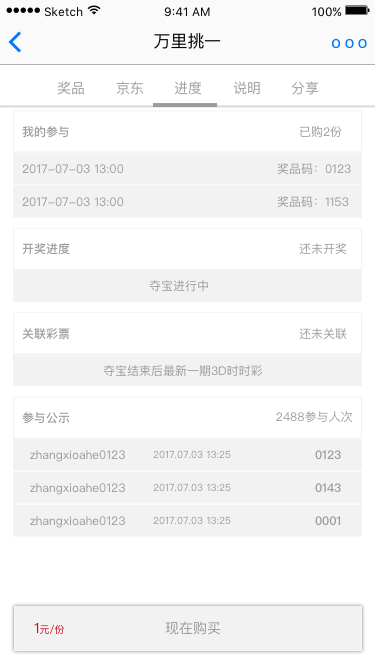 Sketch 9:41 AM 100%
万里挑一
奖品 京东 进度 说明 分享
我的参与 已购2份
2017-07-03 13:00 奖品码：0123
2017-07-03 13:00 奖品码：1153
开奖进度 还未开奖
夺宝进行中
关联彩票 还未关联
夺宝结束后最新一期3D时时彩
参与公示 2488参与人次
zhangxioahe0123 2017.07.03 13:25 0123
zhangxioahe0123 2017.07.03 13:25 0143
zhangxioahe0123 2017.07.03 13:25 0001
1元/份 现在购买